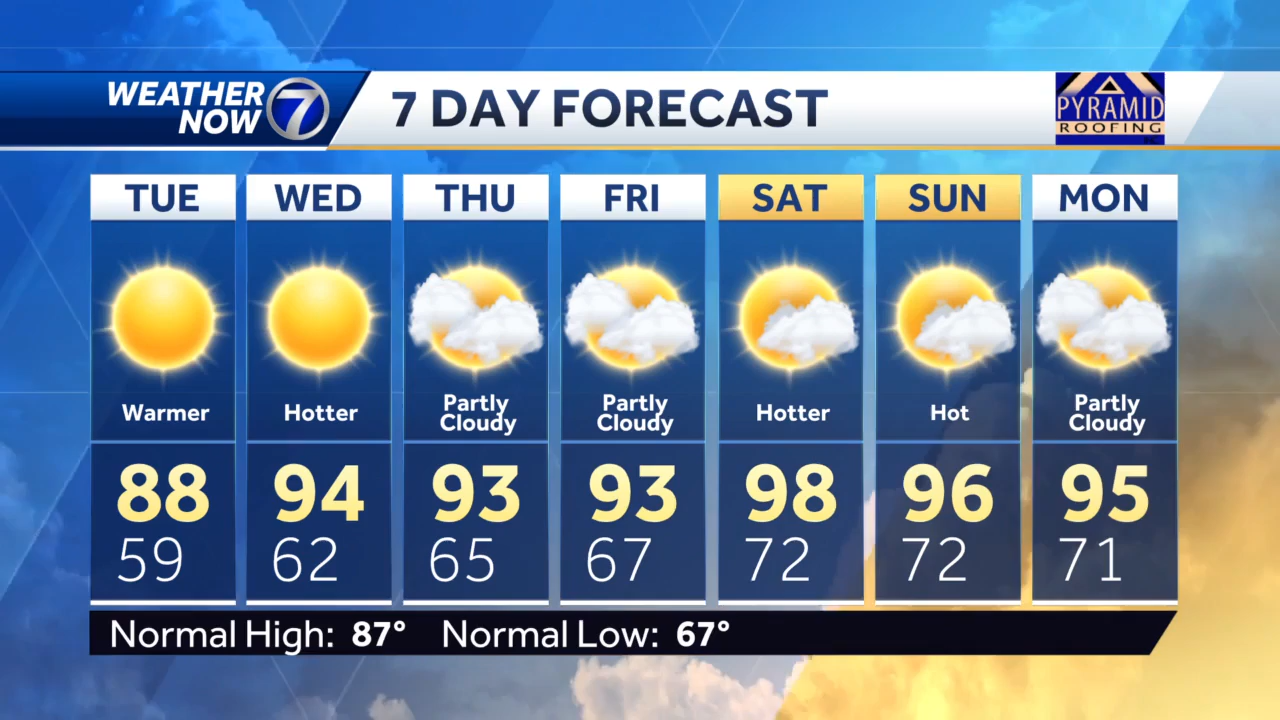 WEATHER
NOW 7
7 DAY FORECAST
PYRAMID
ROOFING
TUE WED THU FRI SAT SUN MON
Warmer Hotter Partly Cloudy Partly Cloudy Hotter Hot Partly Cloudy
88 94 93 93 98 96 95
59 62 65 67 72 72 71
Normal High: 87° Normal Low: 67°